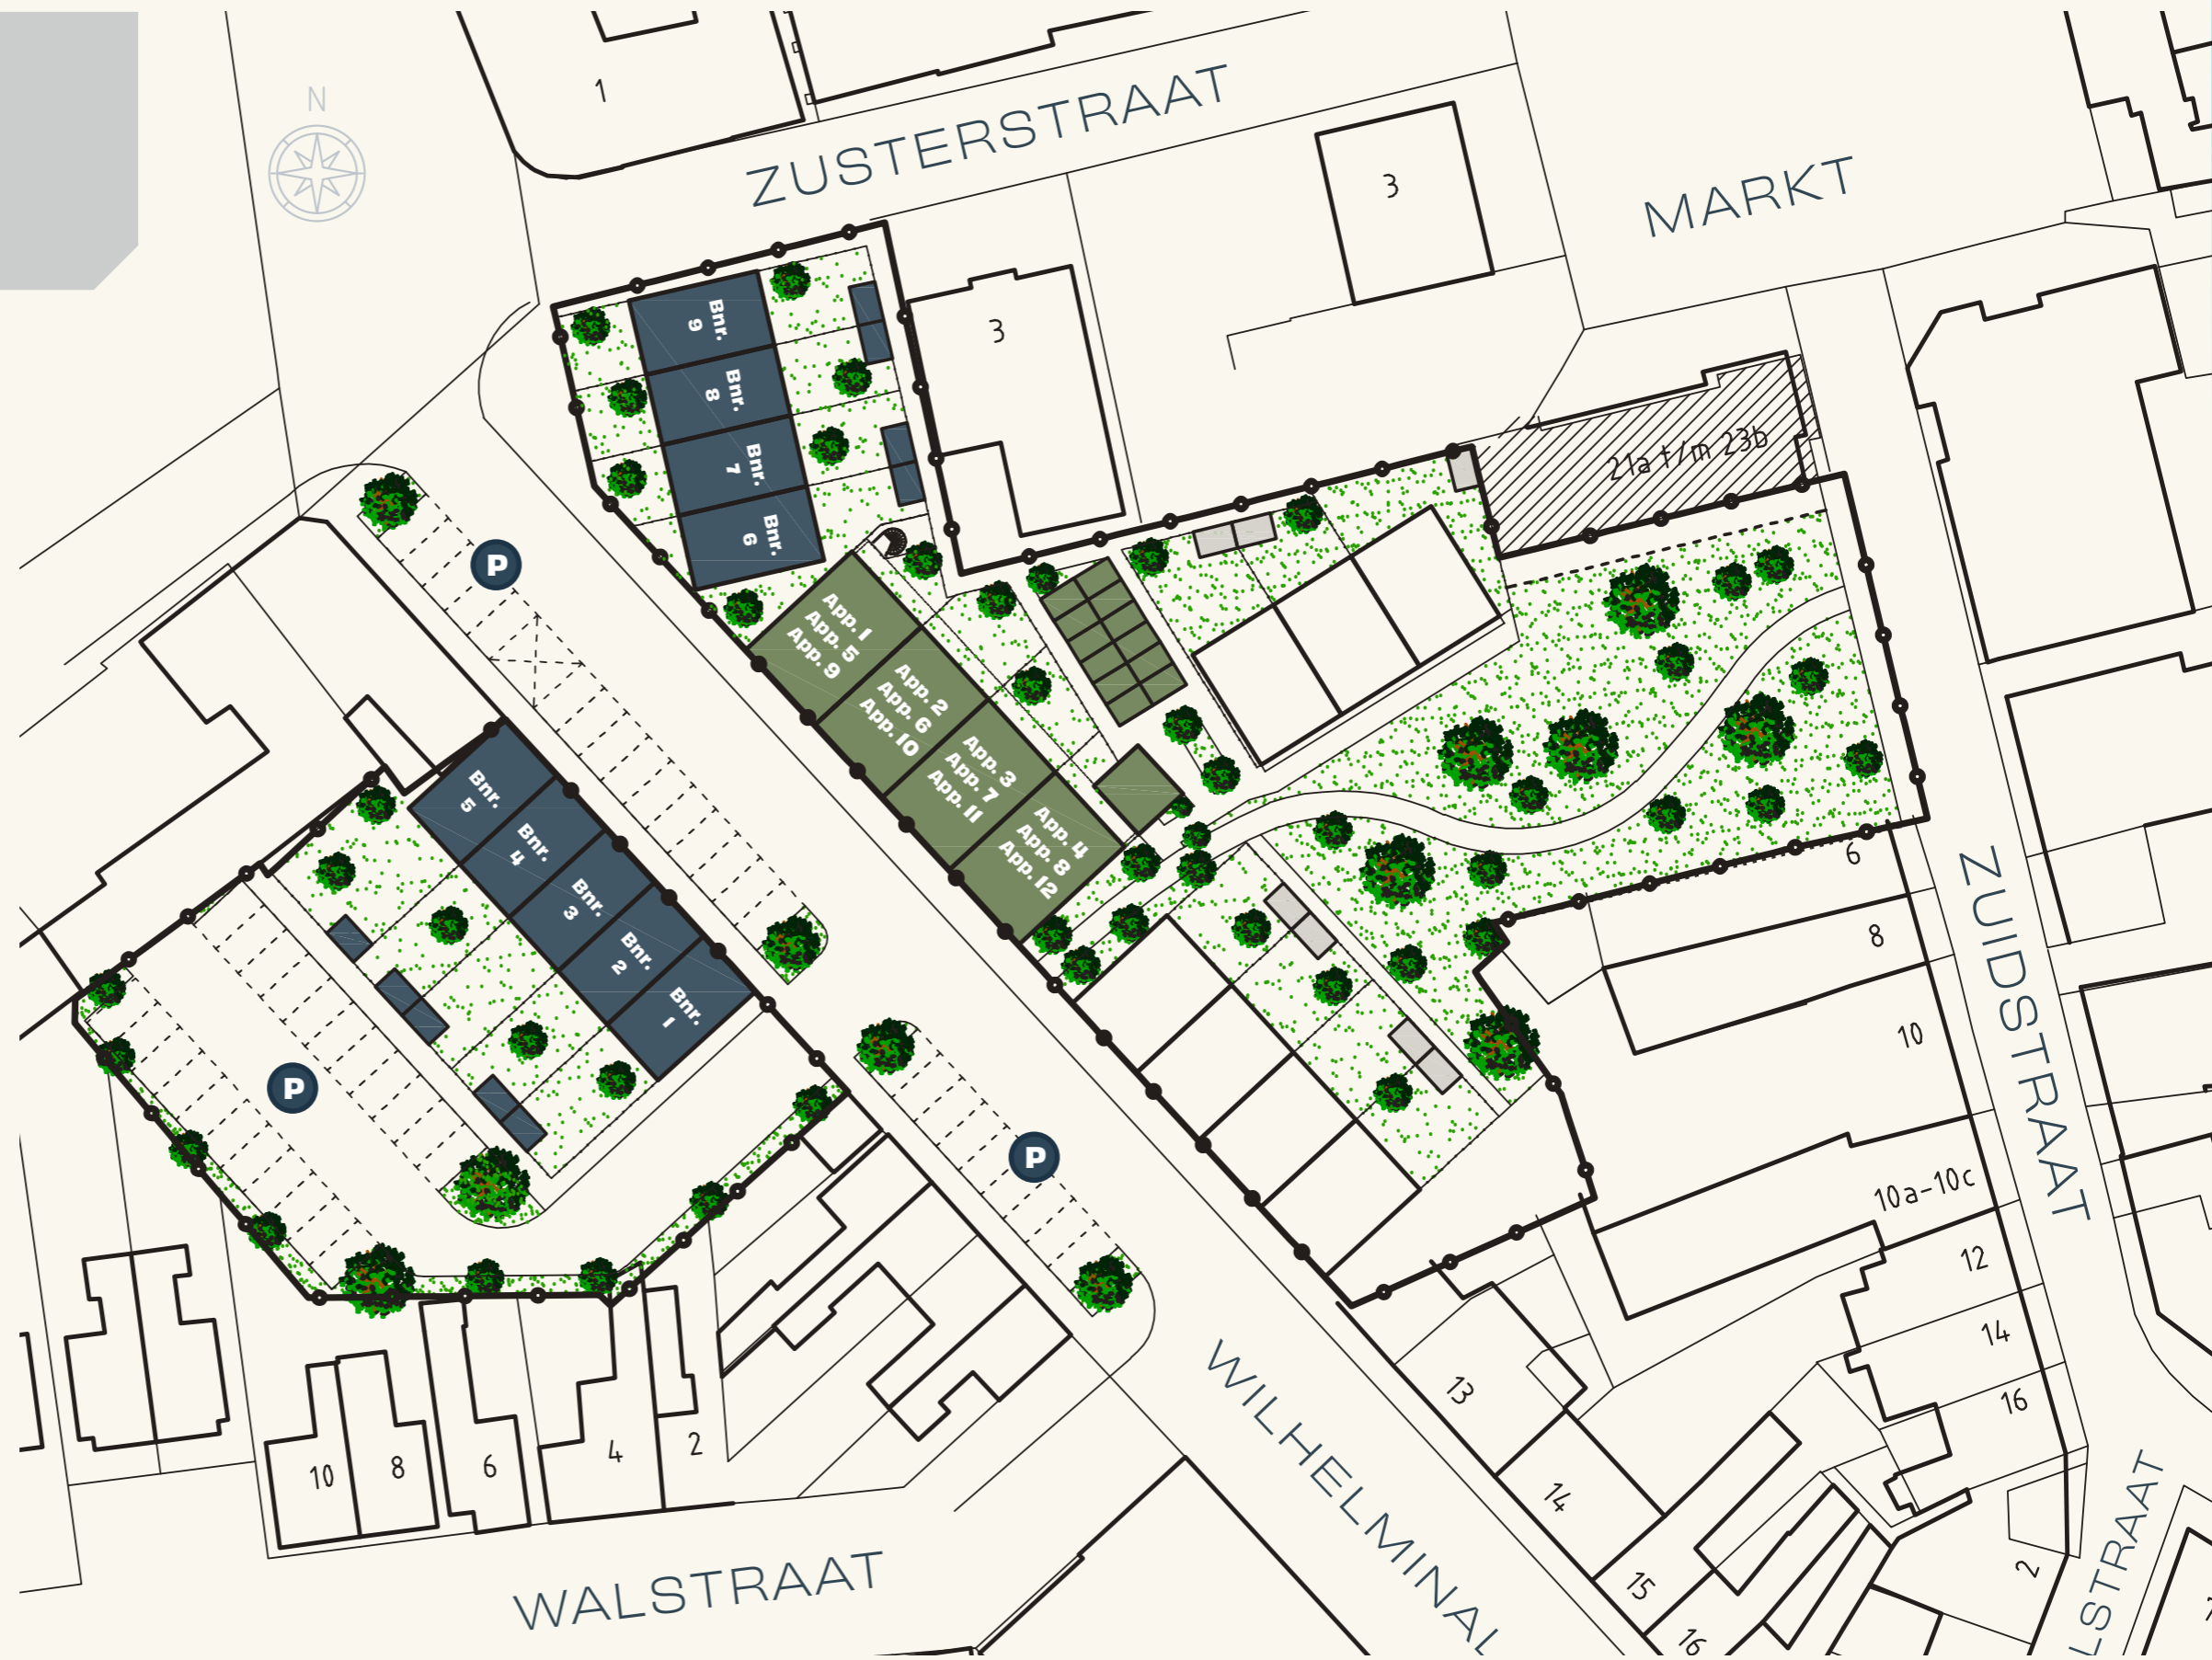 1
N
ZUSTERSTRAAT
3
MARKT
3
Bnr.
9
Bnr.
8
Bnr.
7
Bnr.
6
21a t/m 23b
P
App. 1
App. 5
App. 9
App. 2
App. 6
App. 10
App. 3
App. 7
App. 11
App. 4
App. 8
App. 12
Bnr.
5
Bnr.
4
Bnr.
3
Bnr.
2
Bnr.
1
P
P
6
8
10
10a-10c
12
14
16
ZUIDSTRAAT
13
14
15
16
2
LSTRAAT
WILHELMINAL
10
8
6
4
2
WALSTRAAT